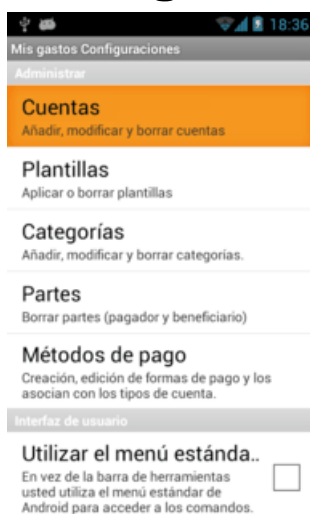 18:36
Mis gastos Configuraciones
Administrar
Cuentas
Añadir, modificar y borrar cuentas
Plantillas
Aplicar o borrar plantillas
Categorías
Añadir, modificar y borrar categorías.
Partes
Borrar partes (pagador y beneficiario)
Métodos de pago
Creación, edición de formas de pago y los
asocian con los tipos de cuenta.
Interfaz de usuario
Utilizar el menú estánda..
En vez de la barra de herramientas
usted utiliza el menú estándar de
Android para acceder a los comandos.